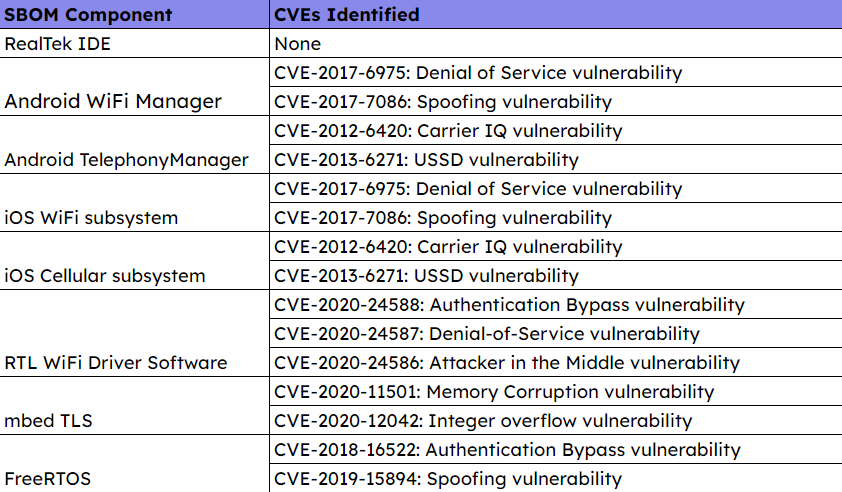 SBOM Component CVEs Identified
RealTek IDE None
CVE-2017-6975: Denial of Service vulnerability
Android WiFi Manager CVE-2017-7086: Spoofing vulnerability
CVE-2012-6420: Carrier IQ vulnerability
Android TelephonyManager CVE-2013-6271: USSD vulnerability
CVE-2017-6975: Denial of Service vulnerability
iOS WiFi subsystem CVE-2017-7086: Spoofing vulnerability
CVE-2012-6420: Carrier IQ vulnerability
iOS Cellular subsystem CVE-2013-6271: USSD vulnerability
CVE-2020-24588: Authentication Bypass vulnerability
CVE-2020-24587: Denial-of-Service vulnerability
RTL WiFi Driver Software CVE-2020-24586: Attacker in the Middle vulnerability
CVE-2020-11501: Memory Corruption vulnerability
mbed TLS CVE-2020-12042: Integer overflow vulnerability
CVE-2018-16522: Authentication Bypass vulnerability
FreeRTOS CVE-2019-15894: Spoofing vulnerability